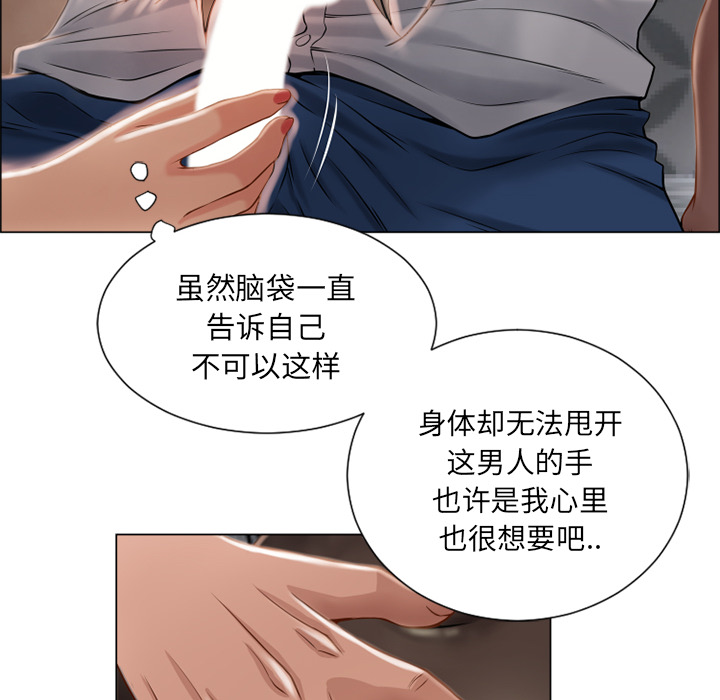 虽然脑袋一直
告诉自己
不可以这样
身体却无法甩开
这男人的手
也许是我心里
也很想要吧..